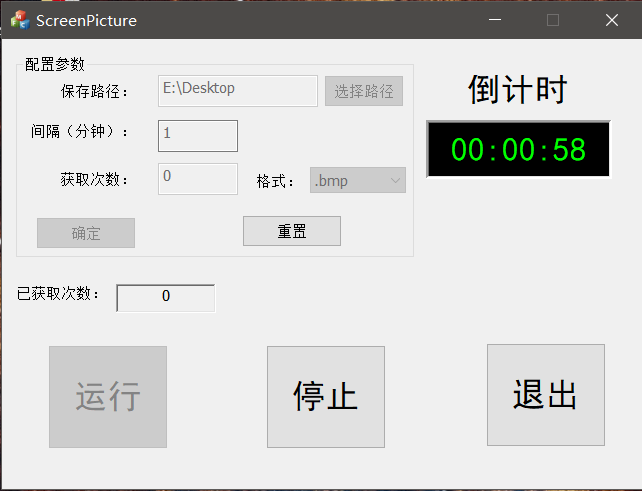 ScreenPicture
配置参数
保存路径： E:\Desktop 选择路径
间隔（分钟）： 1
获取次数： 0 格式： .bmp
确定 重置
倒计时
00:00:58
已获取次数： 0
运行 停止 退出